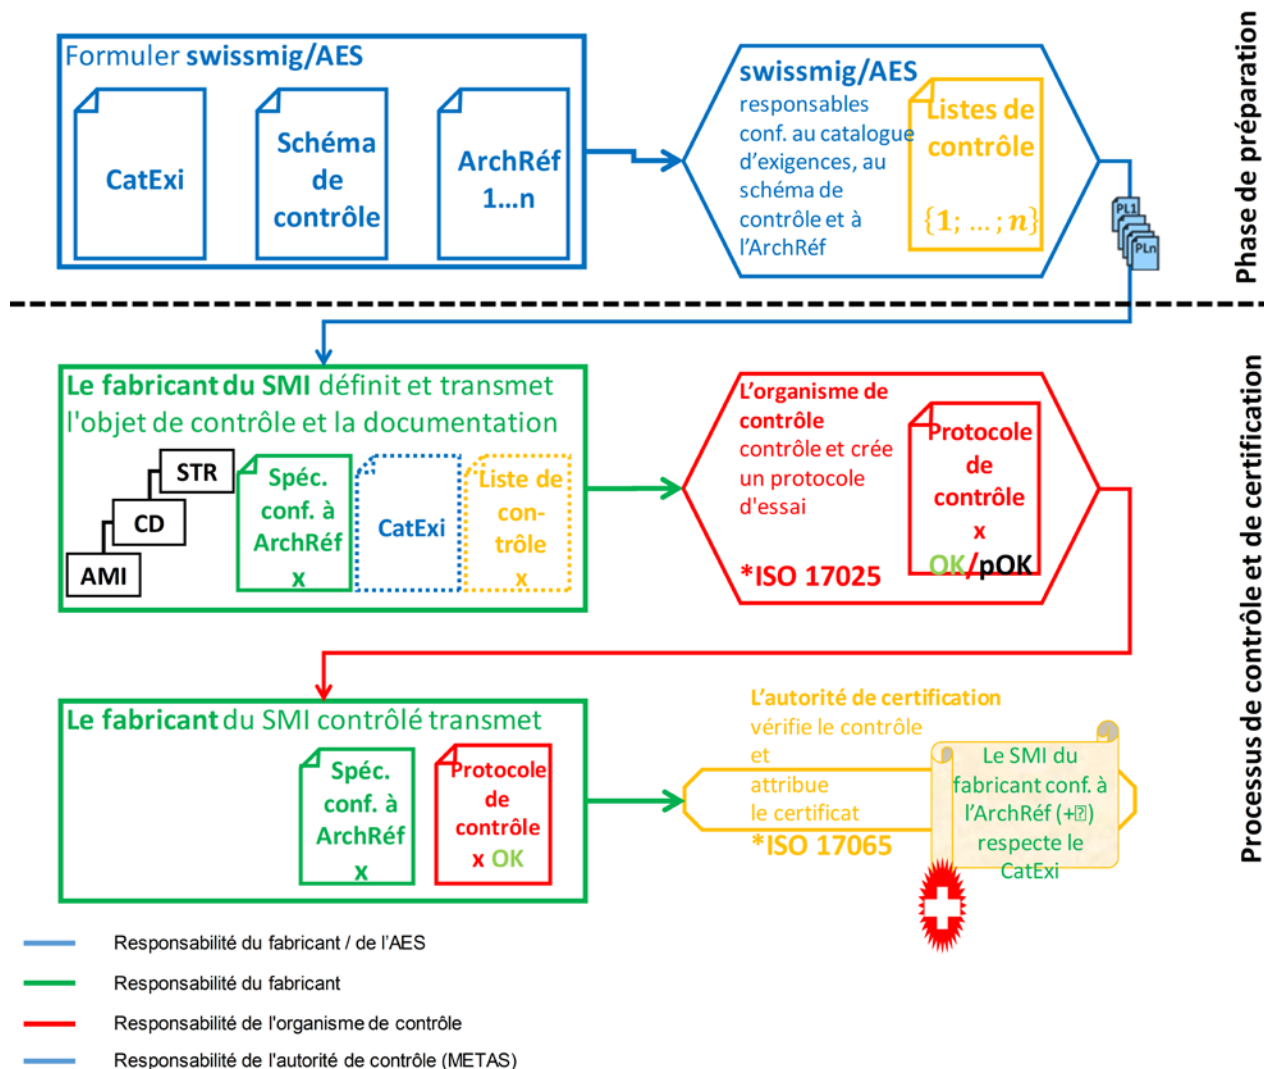 Formuler swissmig/AES
CatExi
Schéma
de
contrôle
ArchRéf
1...n
swissmig/AES
responsables
conf. au catalogue
d'exigences, au
schéma de
contrôle et à
l'ArchRéf
Listes de
contrôle
{1; ... ; n}
PL1
PLn
Phase de préparation
Le fabricant du SMI définit et transmet
l'objet de contrôle et la documentation
STR
CD
AMI
Spéc.
conf. à
ArchRéf
x
CatExi
Liste de
con-
trôle
x
L'organisme de
contrôle
contrôle et crée
un protocole
d'essai
*ISO 17025
Protocole
de
contrôle
x
OK/pOK
Processus de contrôle et de certification
Le fabricant du SMI contrôlé transmet
Spéc.
conf. à
ArchRéf
x
Protocole
de
contrôle
x OK
L'autorité de certification
vérifie le contrôle
et
attribue
le certificat
*ISO 17065
Le SMI du
fabricant conf. à
l'ArchRéf (+⍰)
respecte le
CatExi
Responsabilité du fabricant / de l'AES
Responsabilité du fabricant
Responsabilité de l'organisme de contrôle
Responsabilité de l'autorité de contrôle (METAS)